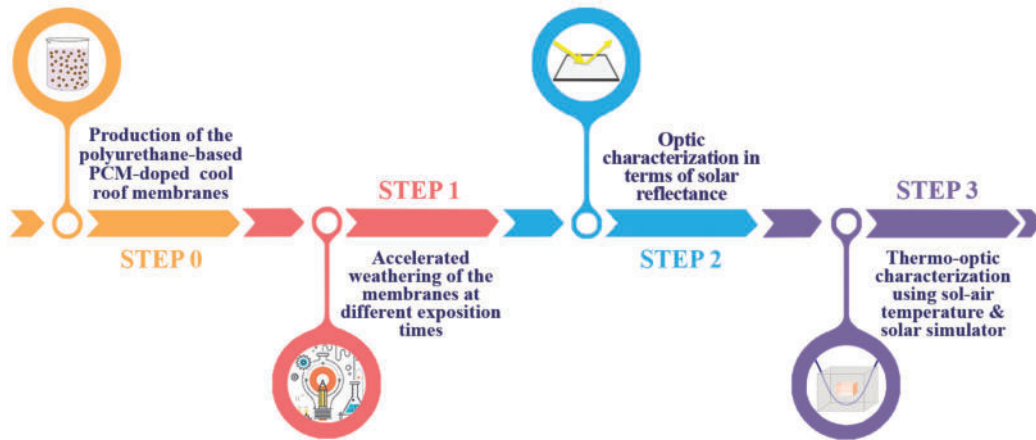 Production of the
polyurethane-based
PCM-doped cool
roof membranes
STEP 0
STEP 1
Accelerated
weathering of the
membranes at
different exposition
times
Optic
characterization in
terms of solar
reflectance
STEP 2
STEP 3
Thermo-optic
characterization
using sol-air
temperature &
solar simulator